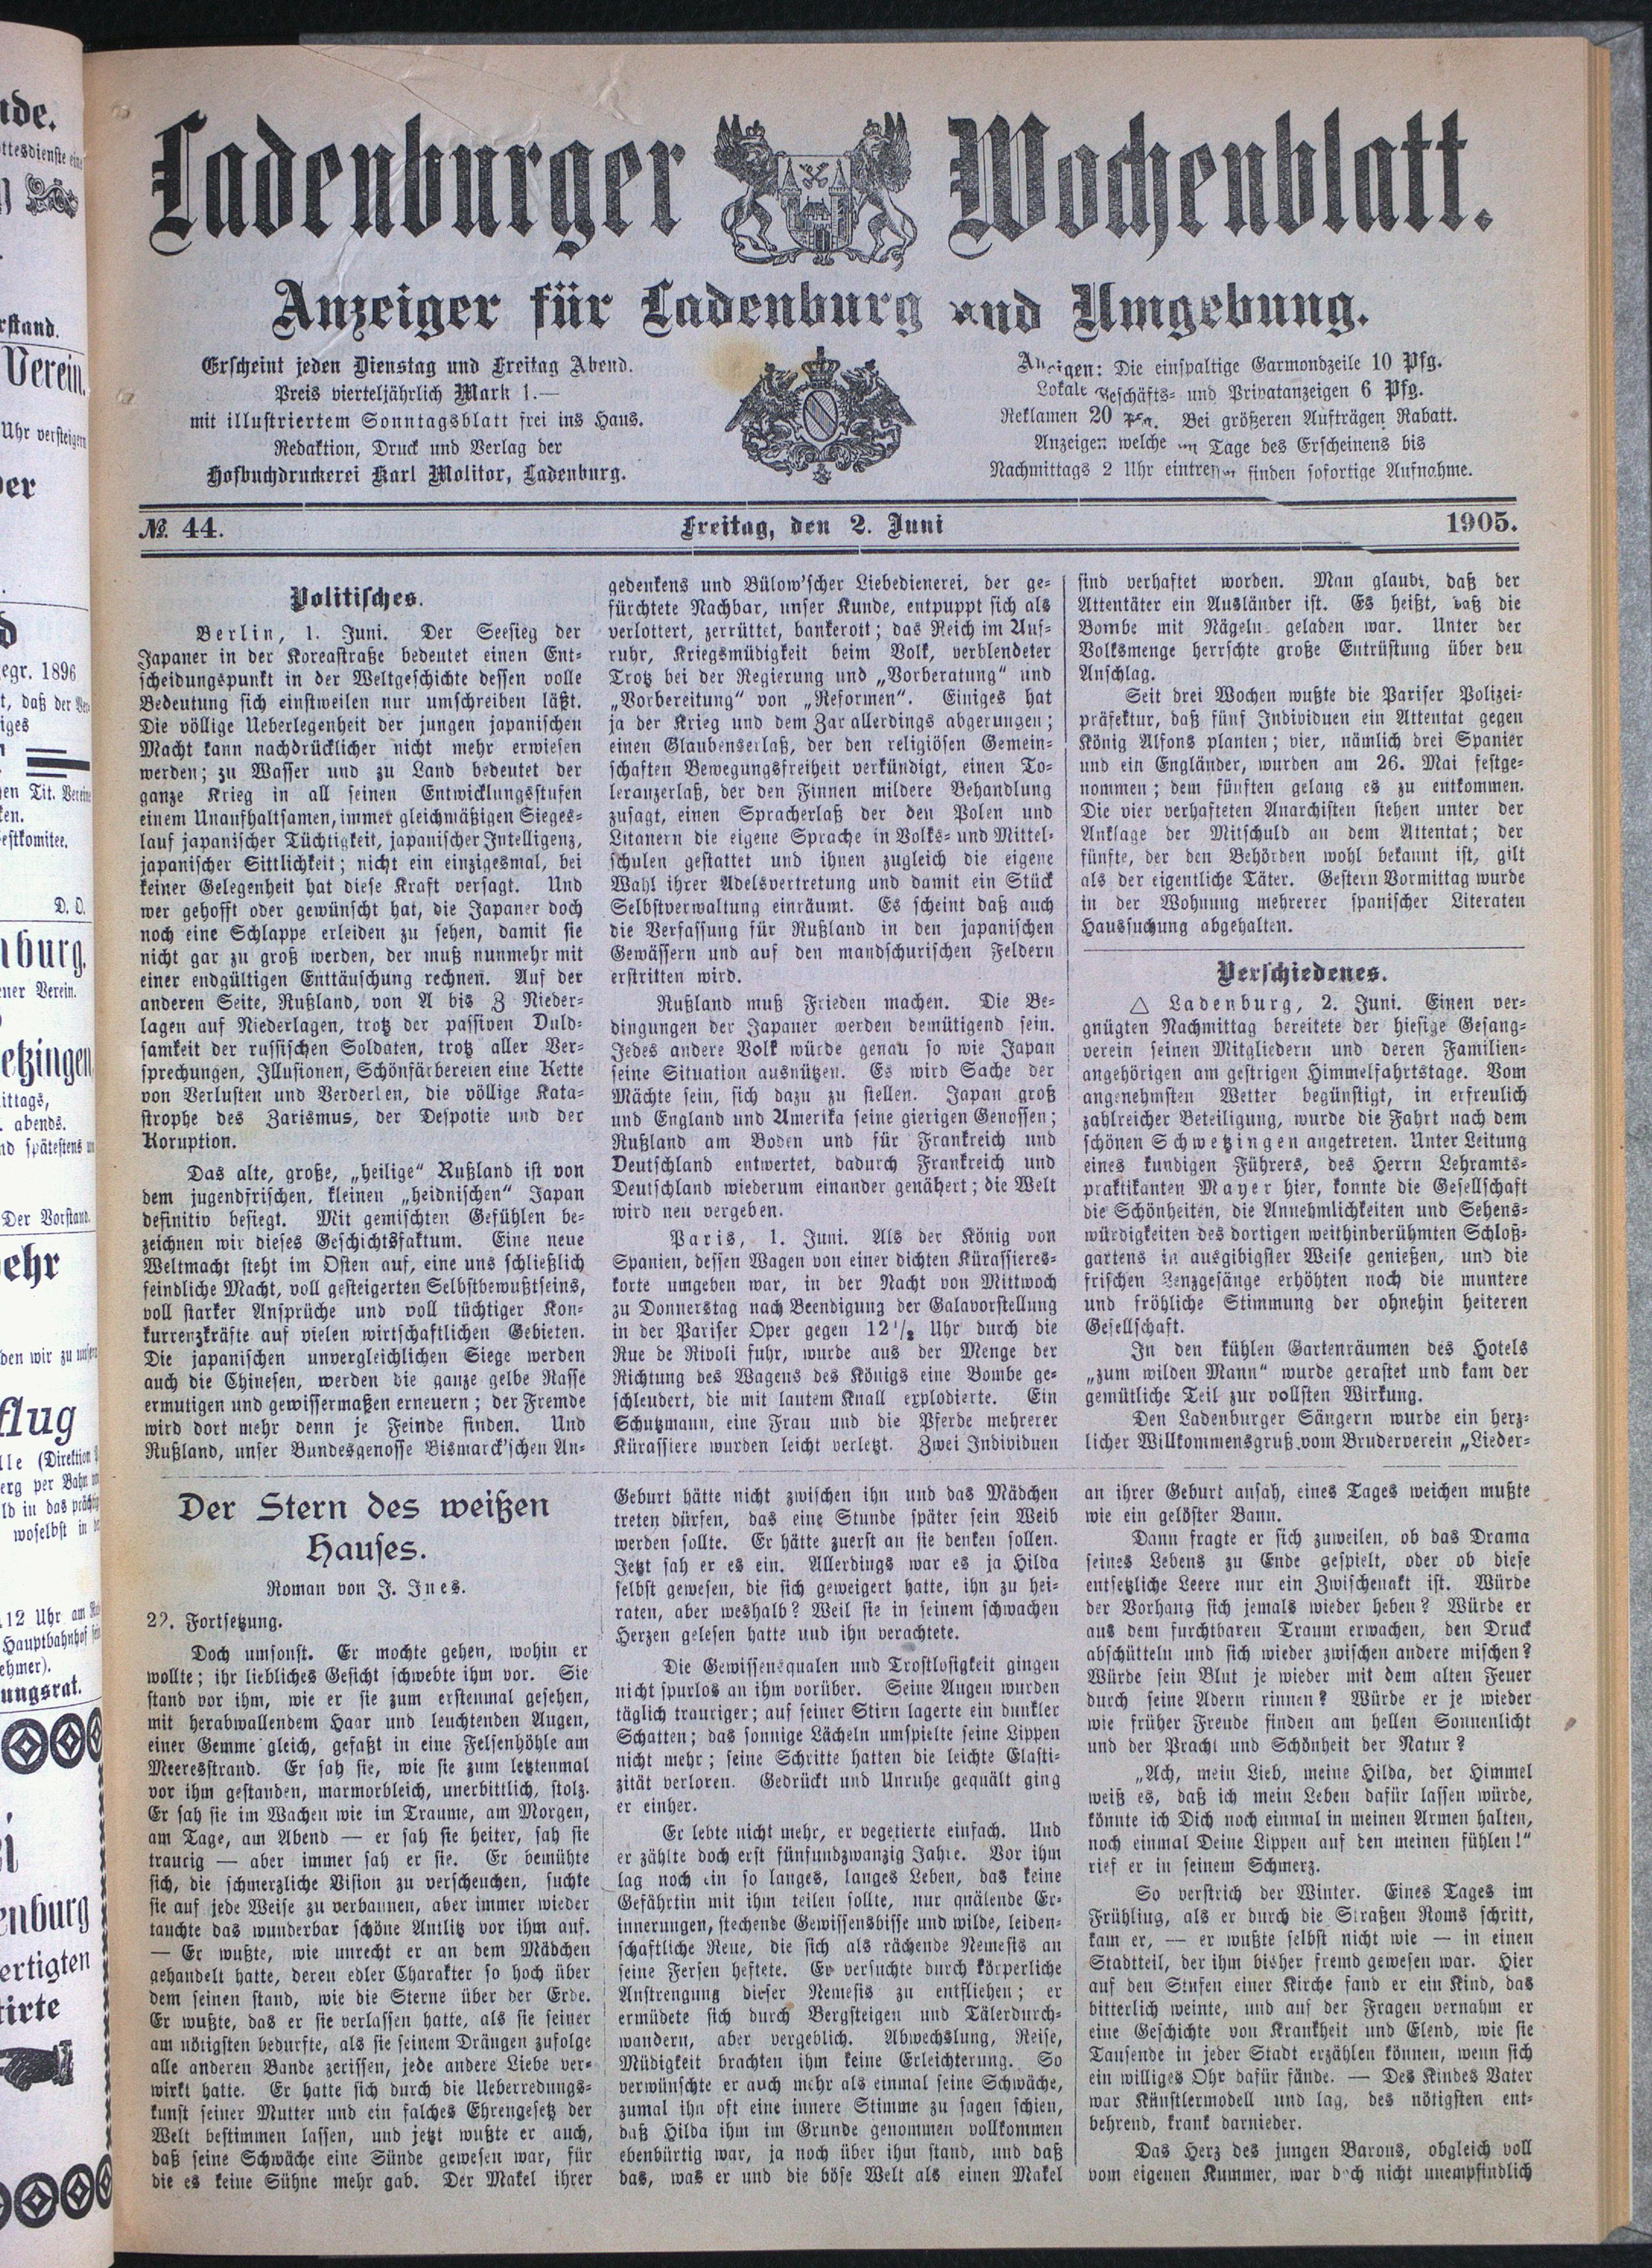 Ladenburger Wochenblatt.
Anzeiger für Ladenburg und Umgebung.
Erscheint jeden Dienstag und Freitag Abend.
Preis vierteljährlich Mark 1.—
mit illustriertem Sonntagsblatt frei ins Haus.
Redaktion, Druck und Verlag der
Hofbuchdruckerei Karl Molitor, Ladenburg.
Anzeigen: Die einspaltige Garmondzeile 10 Pfg.
Lokale Geschäfts- und Privatanzeigen 6 Pfg.
Reklamen 20 Pfg. Bei größeren Aufträgen Rabatt.
Anzeigen welche am Tage des Erscheinens bis
Nachmittags 2 Uhr eintreffen finden sofortige Aufnahme.
№ 44.
Freitag, den 2. Juni
1905.
Politisches.
Berlin, 1. Juni. Der Seesieg der
Japaner in der Koreastraße bedeutet einen Ent-
scheidungspunkt in der Weltgeschichte dessen volle
Bedeutung sich einstweilen nur umschreiben läßt.
Die völlige Ueberlegenheit der jungen japanischen
Macht kann nachdrücklicher nicht mehr erwiesen
werden; zu Wasser und zu Land bedeutet der
ganze Krieg in all seinen Entwicklungsstufen
einem Unaufhaltsamen, immer gleichmäßigen Sieges-
lauf japanischer Tüchtigkeit, japanischer Intelligenz,
japanischer Sittlichkeit; nicht ein einzigesmal, bei
keiner Gelegenheit hat diese Kraft versagt. Und
wer gehofft oder gewünscht hat, die Japaner doch
noch eine Schlappe erleiden zu sehen, damit sie
nicht gar zu groß werden, der muß nunmehr mit
einer endgültigen Enttäuschung rechnen. Auf der
anderen Seite, Rußland, von A bis Z Nieder-
lagen auf Niederlagen, trotz der passiven Duld-
samkeit der russischen Soldaten, trotz aller Ver-
sprechungen, Illusionen, Schönfärbereien eine Kette
von Verlusten und Verderben, die völlige Kata-
strophe des Zarismus, der Despotie und der
Koruption.
Das alte, große, „heilige“ Rußland ist von
dem jugendfrischen, kleinen „heidnischen“ Japan
definitiv besiegt. Mit gemischten Gefühlen be-
zeichnen wir dieses Geschichtsfaktum. Eine neue
Weltmacht steht im Osten auf, eine uns schließlich
feindliche Macht, voll gesteigerten Selbstbewußtseins,
voll starker Ansprüche und voll tüchtiger Kon-
kurrenzkräfte auf vielen wirtschaftlichen Gebieten.
Die japanischen unvergleichlichen Siege werden
auch die Chinesen, werden die ganze gelbe Rasse
ermutigen und gewissermaßen erneuern; der Fremde
wird dort mehr denn je Feinde finden. Und
Rußland, unser Bundesgenosse Bismarck'schen An-
gedenkens und Bülow'scher Liebedienerei, der ge-
fürchtete Nachbar, unser Kunde, entpuppt sich als
verlottert, zerrüttet, bankerott; das Reich im Auf-
ruhr, Kriegsmüdigkeit beim Volk, verblendeter
Trotz bei der Regierung und „Vorberatung“ und
„Vorbereitung“ von „Reformen“. Einiges hat
ja der Krieg und dem Zar allerdings abgerungen;
einen Glaubenserlaß, der den religiösen Gemein-
schaften Bewegungsfreiheit verkündigt, einen To-
leranzerlaß, der den Finnen mildere Behandlung
zusagt, einen Spracherlaß der den Polen und
Litanern die eigene Sprache in Volks- und Mittel-
schulen gestattet und ihnen zugleich die eigene
Wahl ihrer Adelsvertretung und damit ein Stück
Selbstverwaltung einräumt. Es scheint daß auch
die Verfassung für Rußland in den japanischen
Gewässern und auf den mandschurischen Feldern
erstritten wird.
Rußland muß Frieden machen. Die Be-
dingungen der Japaner werden demütigend sein.
Jedes andere Volk würde genau so wie Japan
seine Situation ausnützen. Es wird Sache der
Mächte sein, sich dazu zu stellen. Japan groß
und England und Amerika seine gierigen Genossen;
Rußland am Boden und für Frankreich und
Deutschland entwertet, dadurch Frankreich und
Deutschland wiederum einander genähert; die Welt
wird neu vergeben.
Paris, 1. Juni. Als der König von
Spanien, dessen Wagen von einer dichten Kürassieres-
korte umgeben war, in der Nacht von Mittwoch
zu Donnerstag nach Beendigung der Galavorstellung
in der Pariser Oper gegen 12½ Uhr durch die
Rue de Rivoli fuhr, wurde aus der Menge der
Richtung des Wagens des Königs eine Bombe ge-
schleudert, die mit lautem Knall explodierte. Ein
Schutzmann, eine Frau und die Pferde mehrerer
Kürassiere wurden leicht verletzt. Zwei Individuen
sind verhaftet worden. Man glaubt, daß der
Attentäter ein Ausländer ist. Es heißt, daß die
Bombe mit Nägeln geladen war. Unter der
Volksmenge herrschte große Entrüstung über den
Anschlag.
Seit drei Wochen wußte die Pariser Polizei-
präfektur, daß fünf Individuen ein Attentat gegen
König Alfons planten; vier, nämlich drei Spanier
und ein Engländer, wurden am 26. Mai festge-
nommen; dem fünften gelang es zu entkommen.
Die vier verhafteten Anarchisten stehen unter der
Anklage der Mitschuld an dem Attentat; der
fünfte, der den Behörden wohl bekannt ist, gilt
als der eigentliche Täter. Gestern Vormittag wurde
in der Wohnung mehrerer spanischer Literaten
Haussuchung abgehalten.
Verschiedenes.
△ Ladenburg, 2. Juni. Einen ver-
gnügten Nachmittag bereitete der hiesige Gesang-
verein seinen Mitgliedern und deren Familien-
angehörigen am gestrigen Himmelfahrtstage. Vom
angenehmsten Wetter begünstigt, in erfreulich
zahlreicher Beteiligung, wurde die Fahrt nach dem
schönen Schwetzingen angetreten. Unter Leitung
eines kundigen Führers, des Herrn Lehramts-
praktikanten Mayer hier, konnte die Gesellschaft
die Schönheiten, die Annehmlichkeiten und Sehens-
würdigkeiten des dortigen weithinberühmten Schloß-
gartens in ausgibigster Weise genießen, und die
frischen Lenzgesänge erhöhten noch die muntere
und fröhliche Stimmung der ohnehin heiteren
Gesellschaft.
In den kühlen Gartenräumen des Hotels
„zum wilden Mann“ wurde gerastet und kam der
gemütliche Teil zur vollsten Wirkung.
Den Ladenburger Sängern wurde ein herz-
licher Willkommensgruß vom Bruderverein „Lieder-
Der Stern des weißen
Hauses.
Roman von J. Ines.
29. Fortsetzung.
Doch umsonst. Er mochte gehen, wohin er
wollte; ihr liebliches Gesicht schwebte ihm vor. Sie
stand vor ihm, wie er sie zum erstenmal gesehen,
mit herabwallendem Haar und leuchtenden Augen,
einer Gemme gleich, gefaßt in eine Felsenhöhle am
Meeresstrand. Er sah sie, wie sie zum letztenmal
vor ihm gestanden, marmorbleich, unerbittlich, stolz.
Er sah sie im Wachen wie im Traume, am Morgen,
am Tage, am Abend — er sah sie heiter, sah sie
traurig — aber immer sah er sie. Er bemühte
sich, die schmerzliche Vision zu verscheuchen, suchte
sie auf jede Weise zu verbannen, aber immer wieder
tauchte das wunderbar schöne Antlitz vor ihm auf.
— Er wußte, wie unrecht er an dem Mädchen
gehandelt hatte, deren edler Charakter so hoch über
dem seinen stand, wie die Sterne über der Erde.
Er wußte, das er sie verlassen hatte, als sie seiner
am nötigsten bedurfte, als sie seinem Drängen zufolge
alle anderen Bande zerissen, jede andere Liebe ver-
wirkt hatte. Er hatte sich durch die Ueberredungs-
kunst seiner Mutter und ein falsches Ehrengesetz der
Welt bestimmen lassen, und jetzt wußte er auch,
daß seine Schwäche eine Sünde gewesen war, für
die es keine Sühne mehr gab. Der Makel ihrer
Geburt hätte nicht zwischen ihn und das Mädchen
treten dürfen, das eine Stunde später sein Weib
werden sollte. Er hätte zuerst an sie denken sollen.
Jetzt sah er es ein. Allerdings war es ja Hilda
selbst gewesen, die sich geweigert hatte, ihn zu hei-
raten, aber weshalb? Weil sie in seinem schwachen
Herzen gelesen hatte und ihn verachtete.
Die Gewissensqualen und Trostlosigkeit gingen
nicht spurlos an ihm vorüber. Seine Augen wurden
täglich trauriger; auf seiner Stirn lagerte ein dunkler
Schatten; das sonnige Lächeln umspielte seine Lippen
nicht mehr; seine Schritte hatten die leichte Elasti-
zität verloren. Gedrückt und Unruhe gequält ging
er einher.
Er lebte nicht mehr, er vegetierte einfach. Und
er zählte doch erst fünfundzwanzig Jahre. Vor ihm
lag noch ein so langes, langes Leben, das keine
Gefährtin mit ihm teilen sollte, nur quälende Er-
innerungen, stechende Gewissensbisse und wilde, leiden-
schaftliche Reue, die sich als rächende Nemesis an
seine Fersen heftete. Er versuchte durch körperliche
Anstrengung dieser Nemesis zu entfliehen; er
ermüdete sich durch Bergsteigen und Tälerdurch-
wandern, aber vergeblich. Abwechslung, Reise,
Müdigkeit brachten ihm keine Erleichterung. So
verwünschte er auch mehr als einmal seine Schwäche,
zumal ihn oft eine innere Stimme zu sagen schien,
daß Hilda ihm im Grunde genommen vollkommen
ebenbürtig war, ja noch über ihm stand, und daß
das, was er und die böse Welt als einen Makel
an ihrer Geburt ansah, eines Tages weichen mußte
wie ein gelöster Bann.
Dann fragte er sich zuweilen, ob das Drama
seines Lebens zu Ende gespielt, oder ob diese
entsetzliche Leere nur ein Zwischenakt ist. Würde
der Vorhang sich jemals wieder heben? Würde er
aus dem furchtbaren Traum erwachen, den Druck
abschütteln und sich wieder zwischen andere mischen?
Würde sein Blut je wieder mit dem alten Feuer
durch seine Adern rinnen? Würde er je wieder
wie früher Freude finden am hellen Sonnenlicht
und der Pracht und Schönheit der Natur?
„Ach, mein Lieb, meine Hilda, der Himmel
weiß es, daß ich mein Leben dafür lassen würde,
könnte ich Dich noch einmal in meinen Armen halten,
noch einmal Deine Lippen auf den meinen fühlen!“
rief er in seinem Schmerz.
So verstrich der Winter. Eines Tages im
Frühling, als er durch die Straßen Roms schritt,
kam er, — er wußte selbst nicht wie — in einen
Stadtteil, der ihm bisher fremd gewesen war. Hier
auf den Stufen einer Kirche fand er ein Kind, das
bitterlich weinte, und auf der Fragen vernahm er
eine Geschichte von Krankheit und Elend, wie sie
Tausende in jeder Stadt erzählen können, wenn sich
ein williges Ohr dafür fände. — Des Kindes Vater
war Künstlermodell und lag, des nötigsten ent-
behrend, krank darnieder.
Das Herz des jungen Barons, obgleich voll
vom eigenen Kummer, war doch nicht unempfindlich